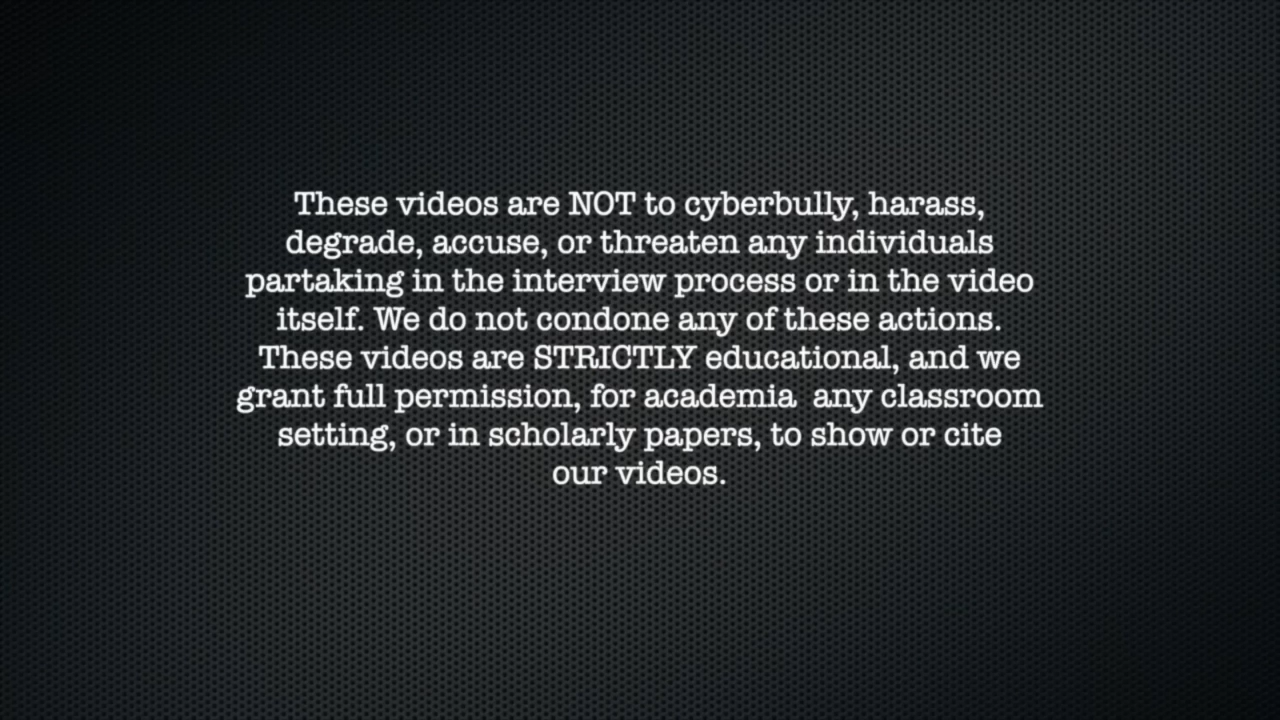 These videos are NOT to cyberbully, harass,
degrade, accuse, or threaten any individuals
partaking in the interview process or in the video
itself. We do not condone any of these actions.
These videos are STRICTLY educational, and we
grant full permission, for academia  any classroom
setting, or in scholarly papers, to show or cite
our videos.